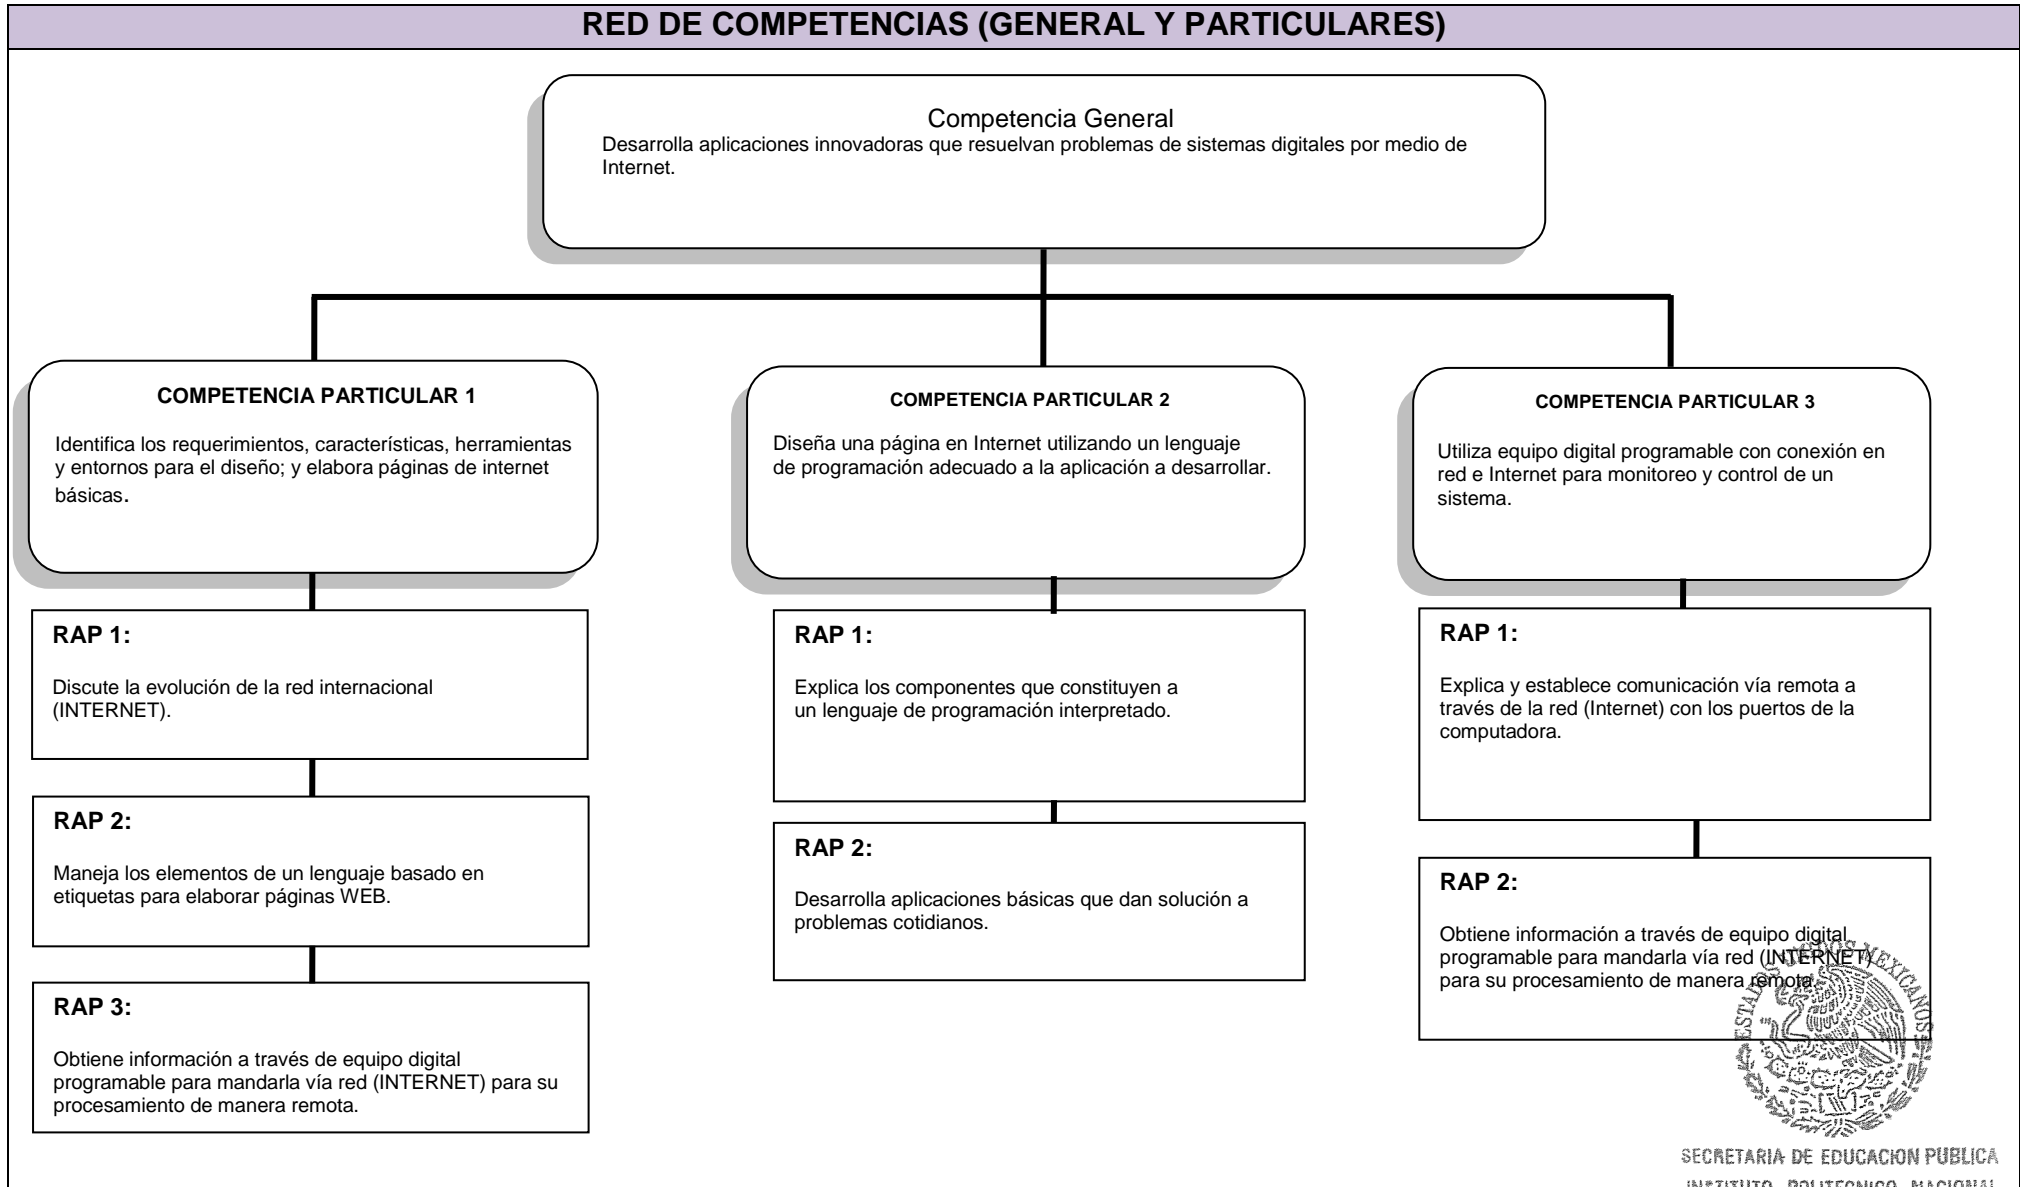 RED DE COMPETENCIAS (GENERAL Y PARTICULARES)
Competencia General
Desarrolla aplicaciones innovadoras que resuelvan problemas de sistemas digitales por medio de
Internet.
COMPETENCIA PARTICULAR 1
Identifica los requerimientos, características, herramientas
y entornos para el diseño; y elabora páginas de internet
básicas.
RAP 1:
Discute la evolución de la red internacional
(INTERNET).
RAP 2:
Maneja los elementos de un lenguaje basado en
etiquetas para elaborar páginas WEB.
RAP 3:
Obtiene información a través de equipo digital
programable para mandarla vía red (INTERNET) para su
procesamiento de manera remota.
COMPETENCIA PARTICULAR 2
Diseña una página en Internet utilizando un lenguaje
de programación adecuado a la aplicación a desarrollar.
RAP 1:
Explica los componentes que constituyen a
un lenguaje de programación interpretado.
RAP 2:
Desarrolla aplicaciones básicas que dan solución a
problemas cotidianos.
COMPETENCIA PARTICULAR 3
Utiliza equipo digital programable con conexión en
red e Internet para monitoreo y control de un
sistema.
RAP 1:
Explica y establece comunicación vía remota a
través de la red (Internet) con los puertos de la
computadora.
RAP 2:
Obtiene información a través de equipo digital
programable para mandarla vía red (INTERNET)
para su procesamiento de manera remota.
ESTADOS UNIDOS MEXICANOS
SECRETARIA DE EDUCACION PUBLICA
INSTITUTO POLITECNICO NACIONAL